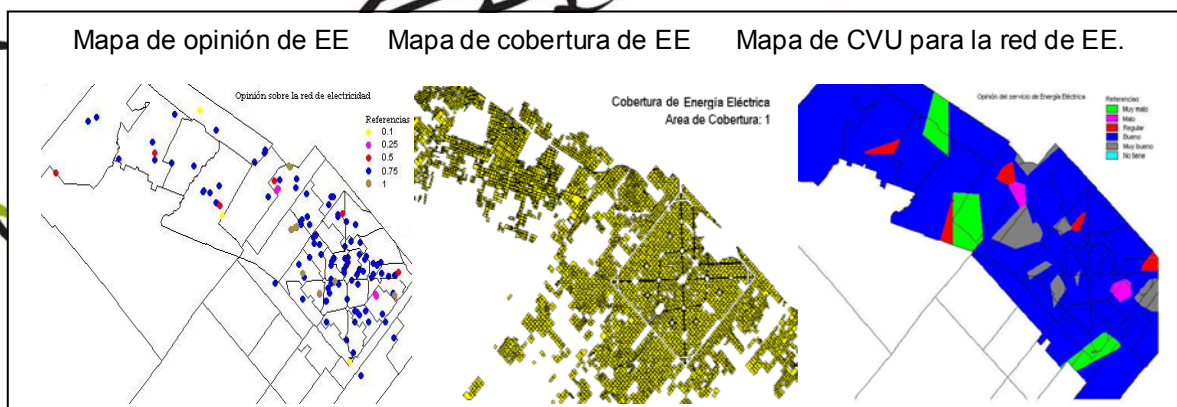 Mapa de opinión de EE Mapa de cobertura de EE Mapa de CVU para la red de EE.
Opinión sobre la red de electricidad
Referencias
0.1
0.25
0.5
0.75
1
Cobertura de Energía Eléctrica
Area de Cobertura: 1
Opinión del servicio de Energía Eléctrica
Referencias
Muy malo
Malo
Regular
Bueno
Muy bueno
No tiene